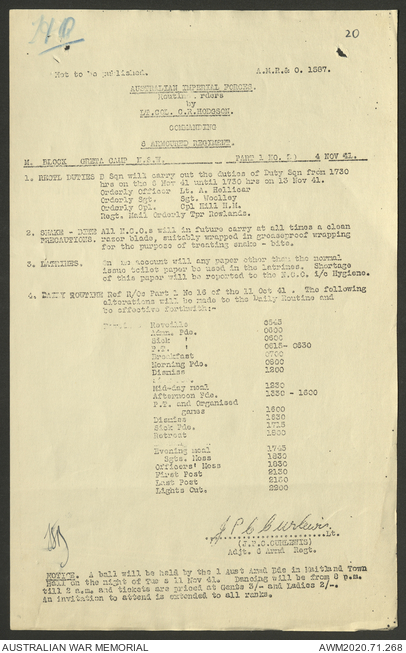 20
Not to be published. A.M.R.& O. 1587.
AUSTRALIAN IMPERIAL FORCES.
Routine Orders
by
LT.COL. C.R.HODGSON.
COMMANDING
6 ARMOURED REGIMENT.
M. BLOCK GRETA CAMP N.S.W. PART 1 NO. 4 NOV 41.
1. REGTL DUTIES B Sqn will carry out the duties of Duty Sqn from 1730
hrs on the 6 Nov 41 until 1730 hrs on 13 Nov 41.
Orderly Officer Lt. A. Hellicar
Orderly Sgt. Sgt. Woolley
Orderly Cpl. Cpl Hill H.H.
Regt. Mail Orderly Tpr Rowlands.
2. SNAKE - BITE All N.C.O.s will in future carry at all times a clean
PRECAUTIONS. razor blade, suitably wrapped in greaseproof wrapping
for the purpose of treating snake - bite.
3. LATRINES. On no account will any paper other than the normal
issue toilet paper be used in the latrines. Shortage
of this paper will be reported to the N.C.O. i/c Hygiene.
4. DAILY ROUTINE Ref R/Os Part 1 No 16 of the 11 Oct 41 . The following
alterations will be made to the Daily Routine and
be effective forthwith:-
Reveille 0545
Admn. Pde. 0600
Sick " 0600
P.T. " 0615- 0630
Breakfast 0700
Morning Pde. 0800
Dismiss 1200
Mid-day meal 1230
Afternoon Pde. 1330 - 1600
P.T. and Organised
games 1600
Dismiss 1630
Sick Pde. 1715
Retreat 1800
Evening meal 1745
Sgts. Mess 1830
Officers' Mess 1930
First Post 2130
Last Post 2150
Lights Out. 2200
J P C Curlewis Lt.
(J.P.C.CURLEWIS)
Adjt. 6 Armd Regt.
NOTICE. A ball will be held by the 1 Aust Armd Bde in Maitland Town
Hall on the night of Tues 11 Nov 41. Dancing will be from 8 p.m.
till 2 a.m. and tickets are priced at Gents 3/- and Ladies 2/-.
An invitation to attend is extended to all ranks.
AUSTRALIAN WAR MEMORIAL AWM2020.71.268